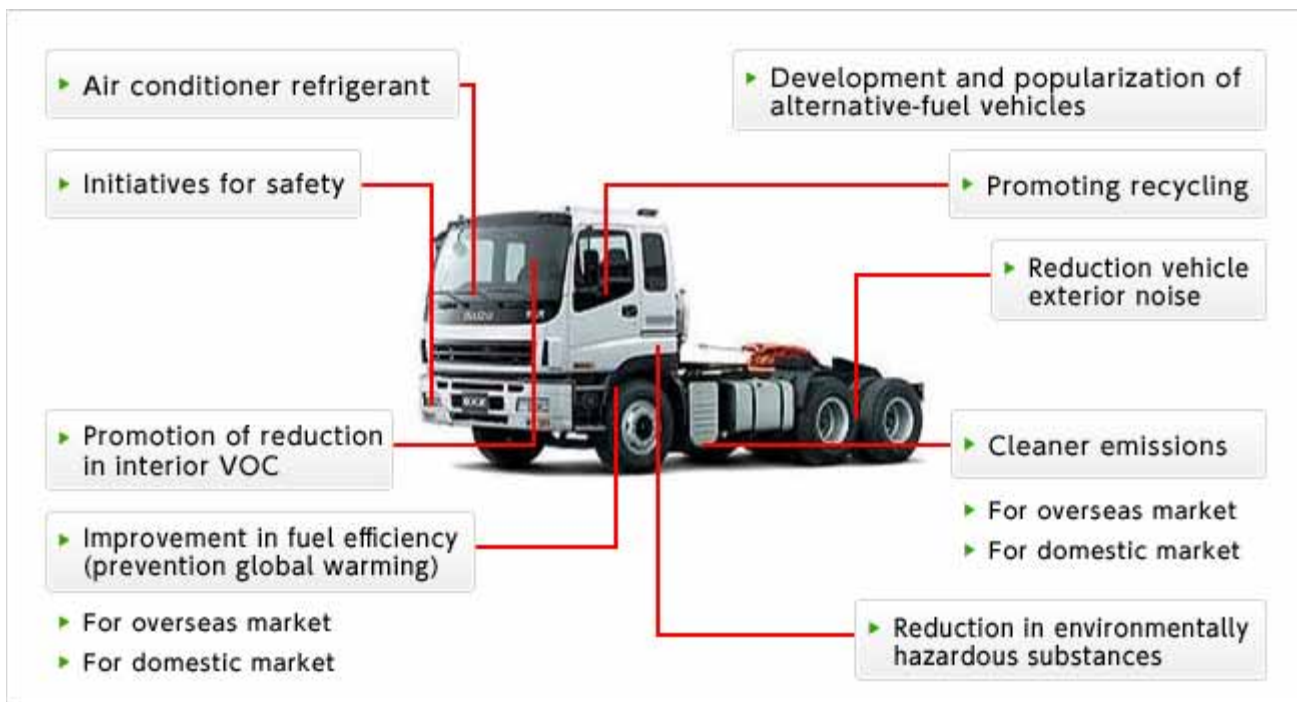 Air conditioner refrigerant
Initiatives for safety
Promotion of reduction
in interior VOC
Improvement in fuel efficiency
(prevention global warming)
For overseas market
For domestic market
Development and popularization of
alternative-fuel vehicles
Promoting recycling
Reduction vehicle
exterior noise
Cleaner emissions
For overseas market
For domestic market
Reduction in environmentally
hazardous substances
ISUZU